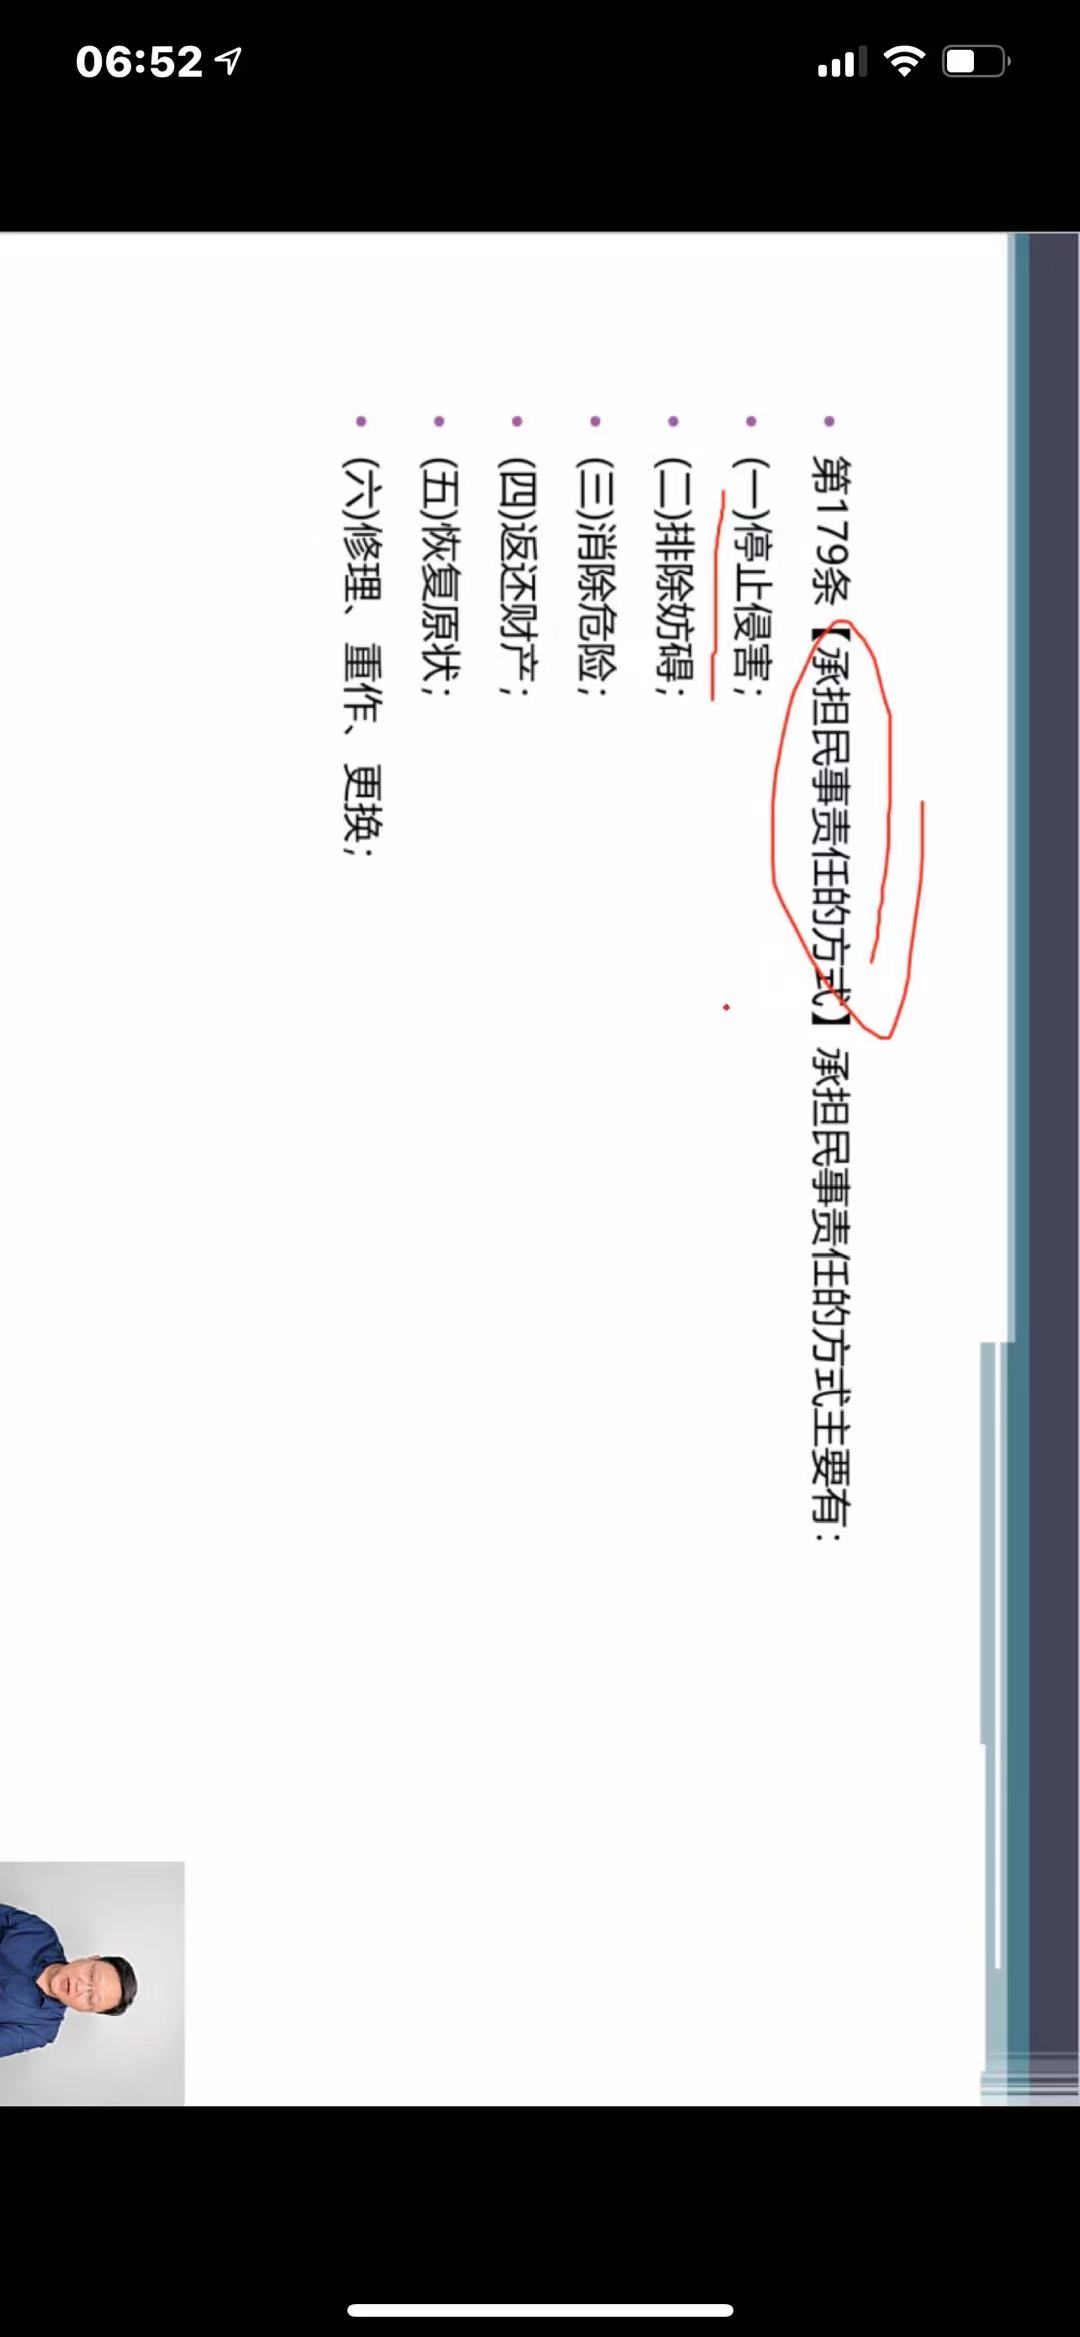 06:52
第179条【承担民事责任的方式】承担民事责任的方式主要有：
(一)停止侵害；
(二)排除妨碍；
(三)消除危险；
(四)返还财产；
(五)恢复原状；
(六)修理、重作、更换；